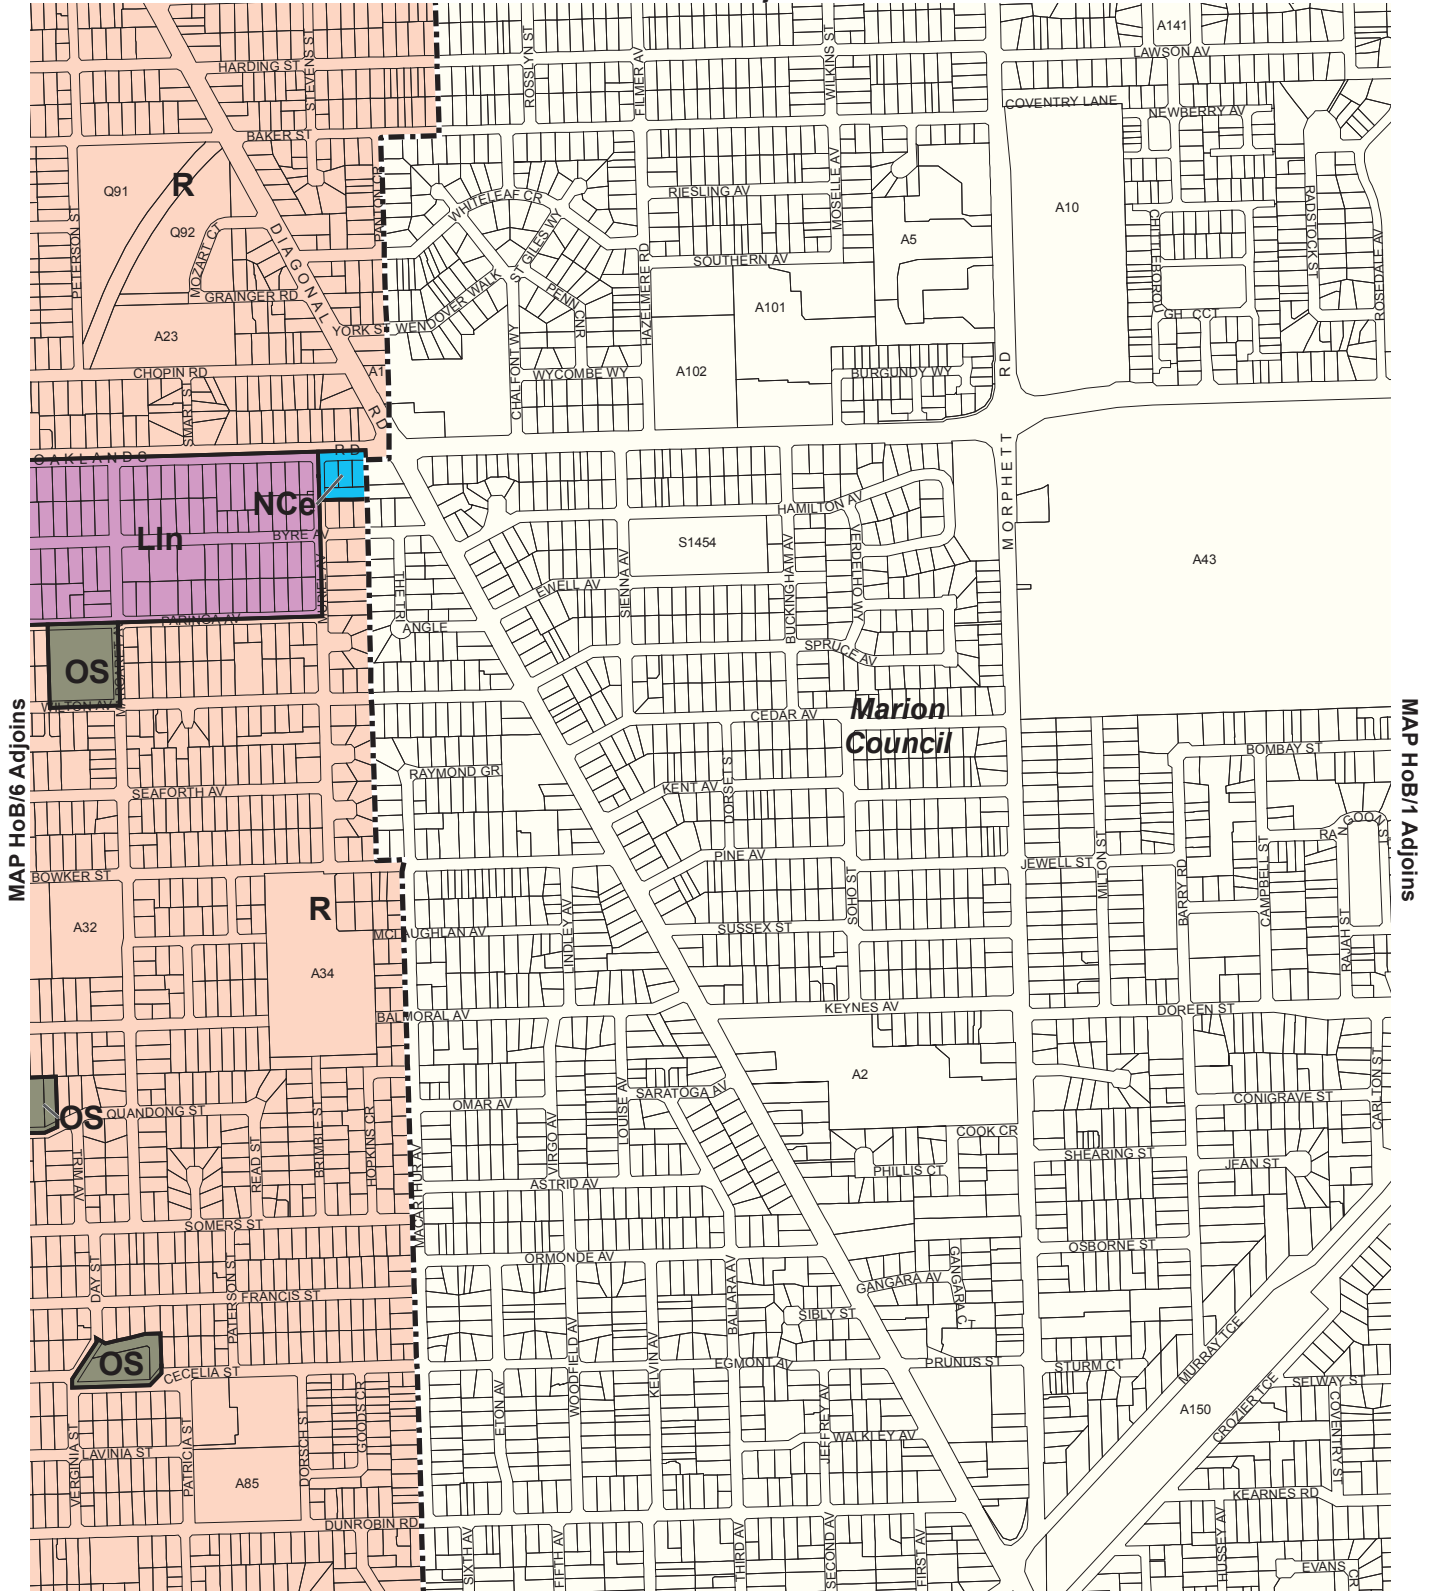 A141
LAWSON AV
HARDING ST
STEVENS ST
ROSSLYN ST
FILMER AV
WILKINS ST
COVENTRY LANE
NEWBERRY AV
BAKER ST
Q91
R
PANTON CR
WHITELEAF CR
RIESLING AV
MOSELLE AV
A10
RADSTOCK ST
PETERSON ST
Q92
MOZART CT
DIAGONAL
ST GILES WY
A5
CHITTLEBOROU
GH CCT
ROSEDALE AV
SOUTHERN AV
HAZELMERE RD
GRAINGER RD
WENDOVER WALK
PENN
CNR
A101
A23
YORK ST
CHALFONT WY
CHOPIN RD
A1
WYCOMBE WY
A102
BURGUNDY WY
RD
SMART S
RD
OAKLANDS
RD
MORPHETT
NCe
HAMILTON AV
LIn
BYRE AV
S1454
A43
VERDE HO WY
BUCKINGHAM AV
SIENNA AV
EWELL AV
THE TRI
ANGLE
PARINGA AV
SPRUCE AV
OS
Marion
Council
CEDAR AV
WILTON AV
MAP HoB/6 Adjoins
MAP HoB/1 Adjoins
BOMBAY ST
RAYMOND GR
KENT AV
DORSET S
SEAFORTH AV
RA
NGOON S
PINE AV
JEWELL ST
MILTON ST
BARRY RD
CAMPBELL ST
BOWKER ST
R
SOHO ST
A32
MCLAUGHLAN AV
LINDLEY AV
SUSSEX ST
RAJAH ST
A34
BALMORAL AV
KEYNES AV
DOREEN ST
A2
CARLTON ST
OS
QUANDONG ST
OMAR AV
LOUISE AV
SARATOGA AV
CONIGRAVE ST
VIRGO AV
COOK CR
SHEARING ST
TRIM AV
READ ST
BRIMBLE ST
HOPKINS CR
PHILLIS CT
JEAN ST
ASTRID AV
MACARTHUR AV
SOMERS ST
OSBORNE ST
ORMONDE AV
DAY ST
PATERSON ST
FRANCIS ST
BALLARA AV
GANGARA AV
GANGARA C
T
SIBLY ST
OS
CECELIA ST
WOODFIELD AV
KELVIN AV
EGMONT AV
PRUNUS ST
STURM CT
MURRAY TCE
SELWAY ST
A150
CROZIER TCE
COVENTRY ST
ETON AV
JEFFREY AV
WALKLEY AV
VERGINIA ST
LAVINIA ST
PATRICIA ST
A85
DORSCH ST
GOODS CR
KEARNES RD
DUNROBIN RD
HUSSEY AV
SIXTH AV
FIFTH AV
THIRD AV
SECOND AV
FIRST AV
EVANS